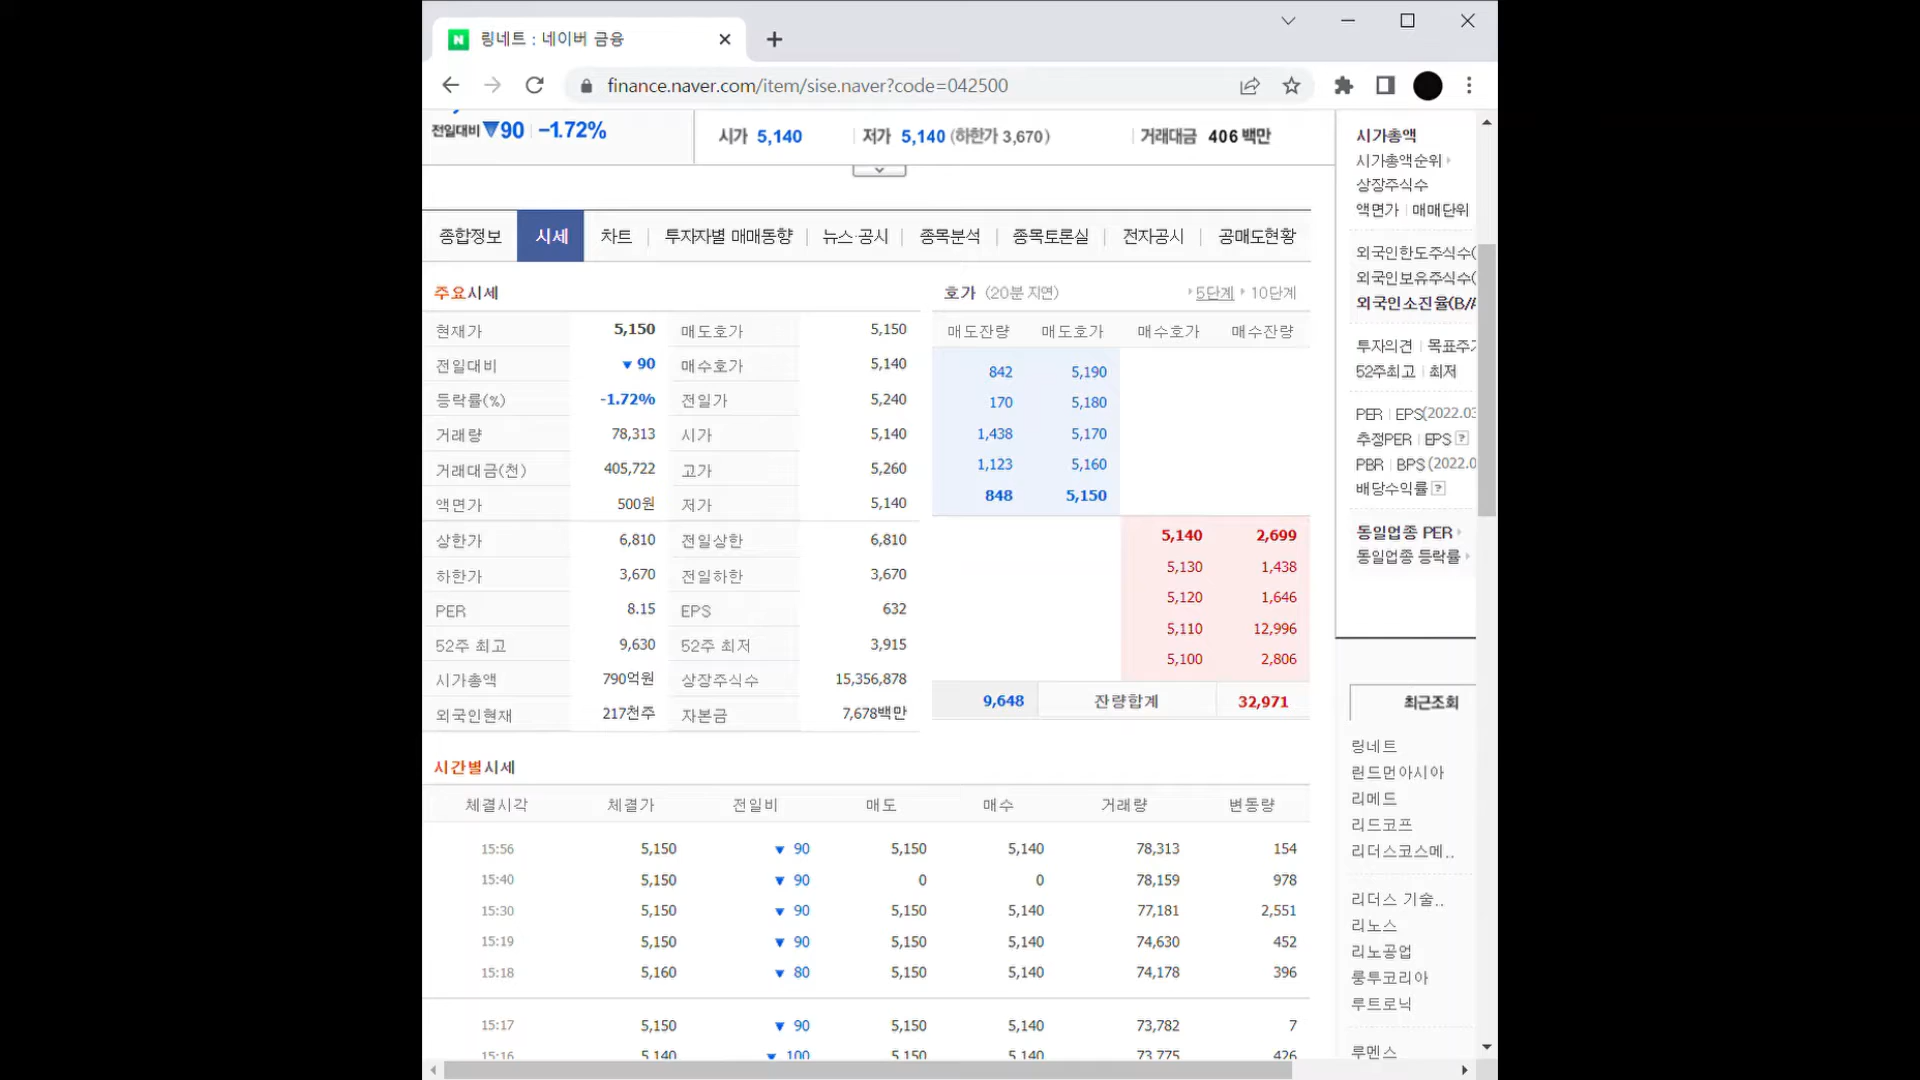 링네트 : 네이버 금융
finance.naver.com/item/sise.naver?code=042500
전일대비 ▼90 -1.72%
시가 5,140 저가 5,140 (하한가 3,670) 거래대금 406 백만
종합정보 시세 차트 투자자별 매매동향 뉴스·공시 종목분석 종목토론실 전자공시 공매도현황
주요시세
현재가 5,150 매도호가 5,150
전일대비 ▼ 90 매수호가 5,140
등락률(%) -1.72% 전일가 5,240
거래량 78,313 시가 5,140
거래대금(천) 405,722 고가 5,260
액면가 500원 저가 5,140
상한가 6,810 전일상한 6,810
하한가 3,670 전일하한 3,670
PER 8.15 EPS 632
52주 최고 9,630 52주 최저 3,915
시가총액 790억원 상장주식수 15,356,878
외국인현재 217천주 자본금 7,678백만
호가 (20분 지연) 5단계 10단계
매도잔량 매도호가 매수호가 매수잔량
842 5,190
170 5,180
1,438 5,170
1,123 5,160
848 5,150
5,140 2,699
5,130 1,438
5,120 1,646
5,110 12,996
5,100 2,806
9,648 잔량합계 32,971
시간별시세
체결시각 체결가 전일비 매도 매수 거래량 변동량
15:56 5,150 ▼ 90 5,150 5,140 78,313 154
15:40 5,150 ▼ 90 0 0 78,159 978
15:30 5,150 ▼ 90 5,150 5,140 77,181 2,551
15:19 5,150 ▼ 90 5,150 5,140 74,630 452
15:18 5,160 ▼ 80 5,150 5,140 74,178 396
15:17 5,150 ▼ 90 5,150 5,140 73,782 7
15:16 5,140 ▼ 100 5,150 5,140 73,775 426
시가총액
시가총액순위
상장주식수
액면가 매매단위
외국인한도주식수(
외국인보유주식수(
외국인소진율(B/A
투자의견 목표주가
52주최고 최저
PER EPS(2022.03
추정PER EPS ?
PBR BPS (2022.0
배당수익률 ?
동일업종 PER
동일업종 등락률
최근조회
링네트
린드먼아시아
리메드
리드코프
리더스코스메..
리더스 기술..
리노스
리노공업
룽투코리아
루트로닉
루멘스